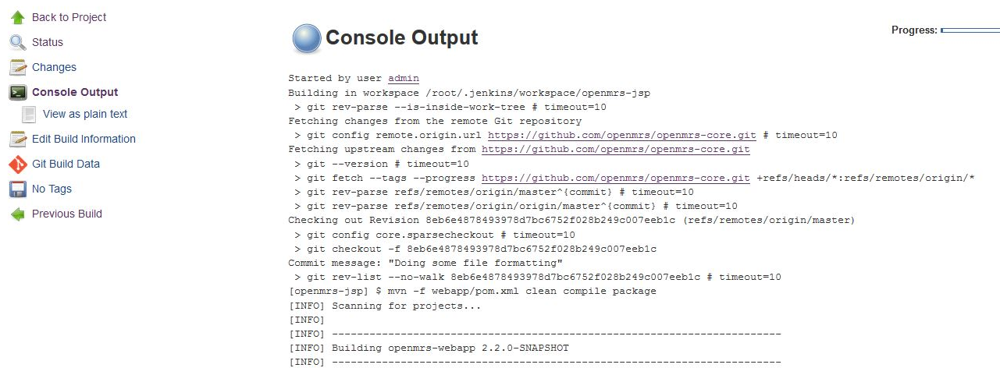 Back to Project
Status
Changes
Console Output
View as plain text
Edit Build Information
Git Build Data
No Tags
Previous Build
Console Output
Progress:
Started by user admin
Building in workspace /root/.jenkins/workspace/openmrs-jsp
 > git rev-parse --is-inside-work-tree # timeout=10
Fetching changes from the remote Git repository
 > git config remote.origin.url https://github.com/openmrs/openmrs-core.git # timeout=10
Fetching upstream changes from https://github.com/openmrs/openmrs-core.git
 > git --version # timeout=10
 > git fetch --tags --progress https://github.com/openmrs/openmrs-core.git +refs/heads/*:refs/remotes/origin/*
 > git rev-parse refs/remotes/origin/master^{commit} # timeout=10
 > git rev-parse refs/remotes/origin/origin/master^{commit} # timeout=10
Checking out Revision 8eb6e4878493978d7bc6752f028b249c007eeb1c (refs/remotes/origin/master)
 > git config core.sparsecheckout # timeout=10
 > git checkout -f 8eb6e4878493978d7bc6752f028b249c007eeb1c
Commit message: "Doing some file formatting"
 > git rev-list --no-walk 8eb6e4878493978d7bc6752f028b249c007eeb1c # timeout=10
[openmrs-jsp] $ mvn -f webapp/pom.xml clean compile package
[INFO] Scanning for projects...
[INFO]
[INFO] ------------------------------------------------------------------------
[INFO] Building openmrs-webapp 2.2.0-SNAPSHOT
[INFO] ------------------------------------------------------------------------